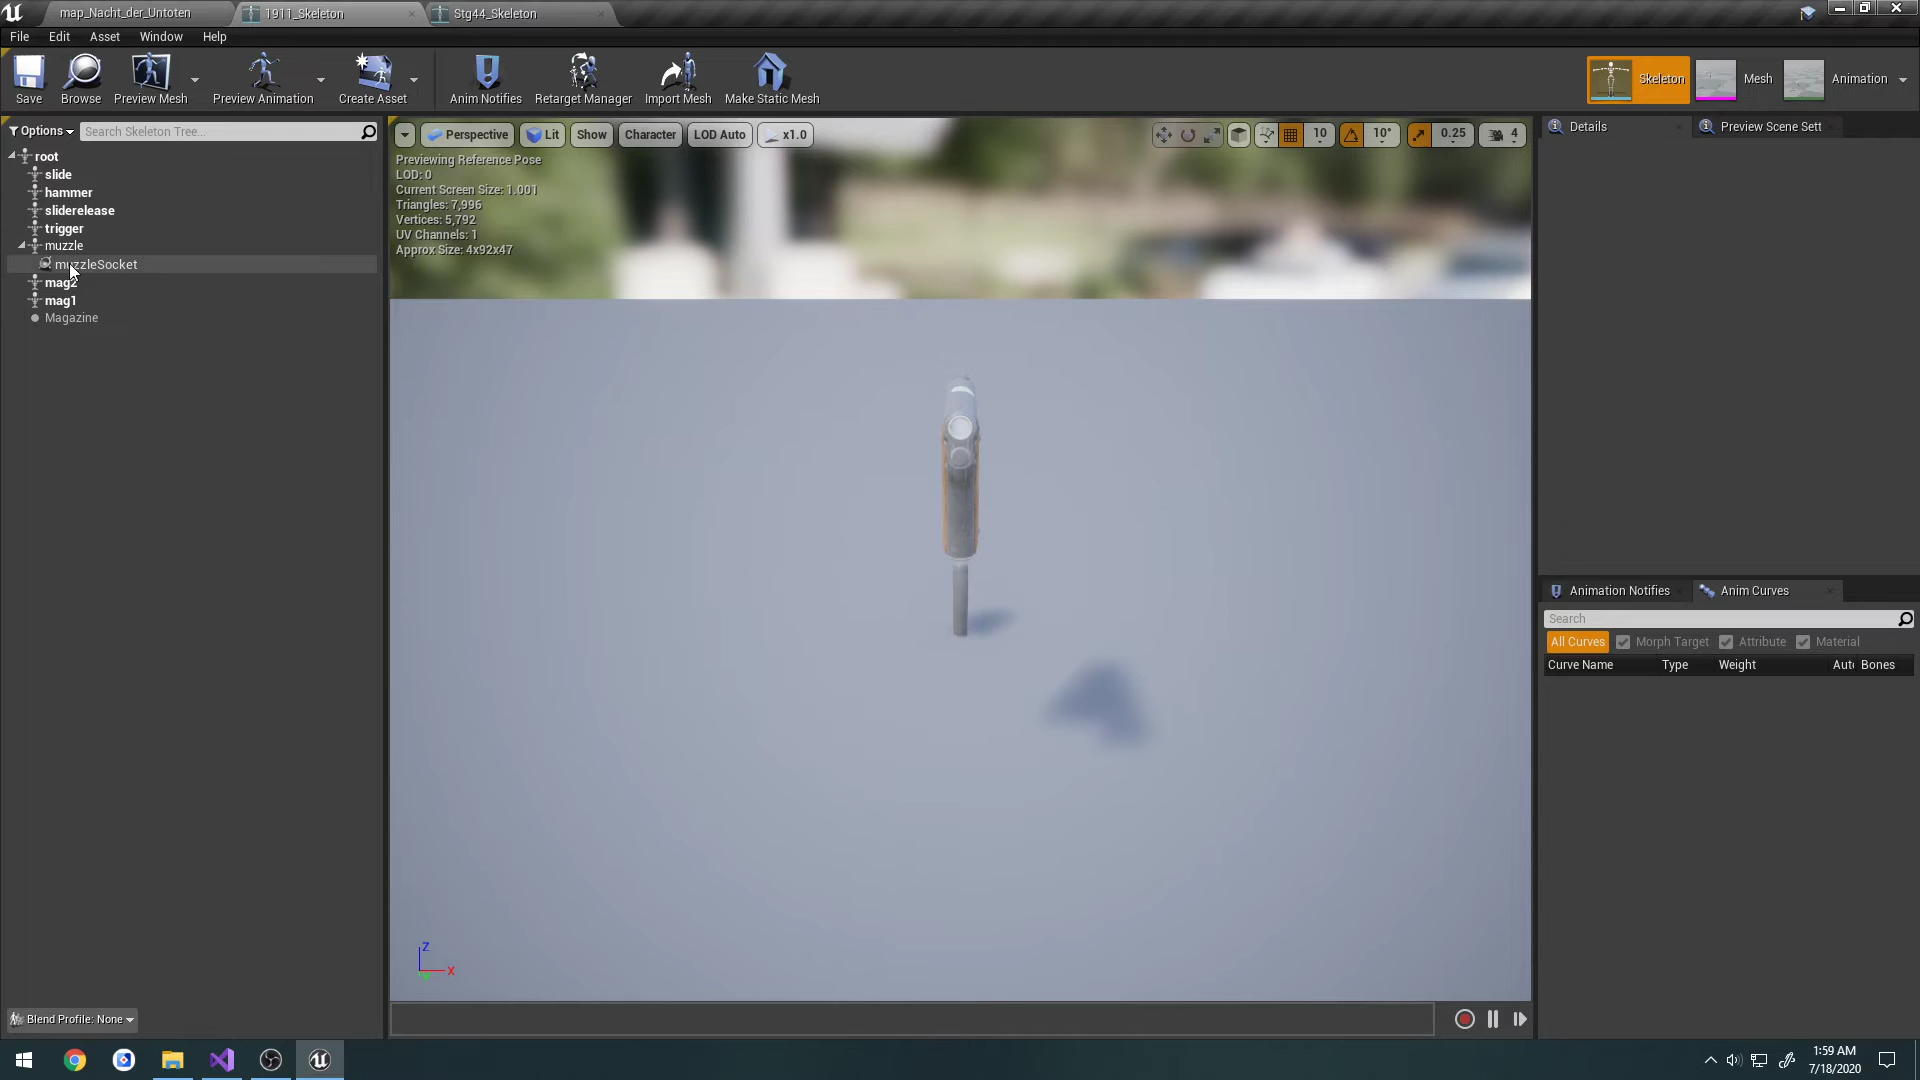 map_Nacht_der_Untoten
1911_Skeleton
Stg44_Skeleton
File Edit Asset Window Help
Save Browse Preview Mesh Preview Animation Create Asset Anim Notifies Retarget Manager Import Mesh Make Static Mesh
Skeleton Mesh Animation
Options Search Skeleton Tree...
root
slide
hammer
sliderelease
trigger
muzzle
muzzleSocket
mag2
mag1
Magazine
Blend Profile: None
Perspective Lit Show Character LOD Auto x1.0
10 10° 0.25 4
Previewing Reference Pose
LOD: 0
Current Screen Size: 1.001
Triangles: 7,996
Vertices: 5,792
UV Channels: 1
Approx Size: 4x92x47
Z
X
Details Preview Scene Sett
Animation Notifies Anim Curves
Search
All Curves Morph Target Attribute Material
Curve Name Type Weight Aut Bones
1:59 AM
7/18/2020